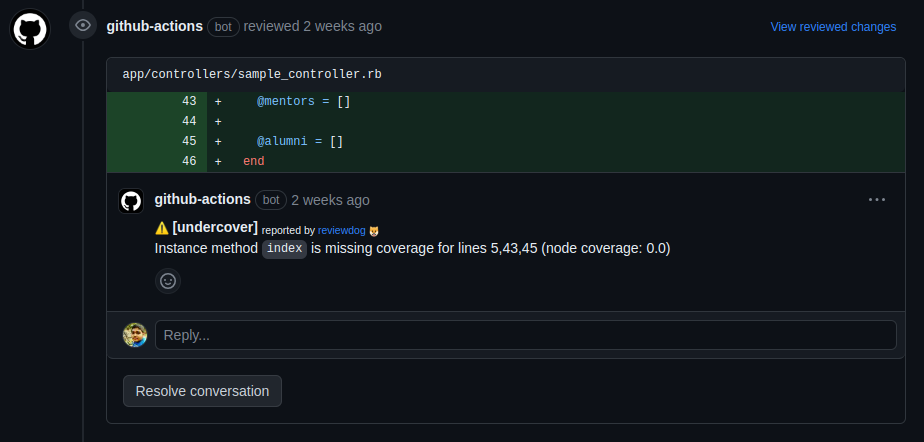 github-actions bot reviewed 2 weeks ago View reviewed changes
app/controllers/sample_controller.rb
43 + @mentors = []
44 +
45 + @alumni = []
46 + end
github-actions bot 2 weeks ago
⚠️ [undercover] reported by reviewdog 🐶
Instance method index is missing coverage for lines 5,43,45 (node coverage: 0.0)
Reply...
Resolve conversation